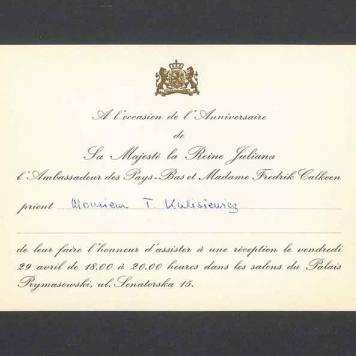 A l'occasion de l'Anniversaire
de
Sa Majesté la Reine Juliana
l'Ambassadeur des Pays-Bas et Madame Fredrik Calkoen
prient Monsieur T. Kulisiewicz
de leur faire l'honneur d'assister à une réception le vendredi
29 avril de 18.00 à 20.00 heures dans les salons du Palais
Prymasowski, ul. Senatorska 15.